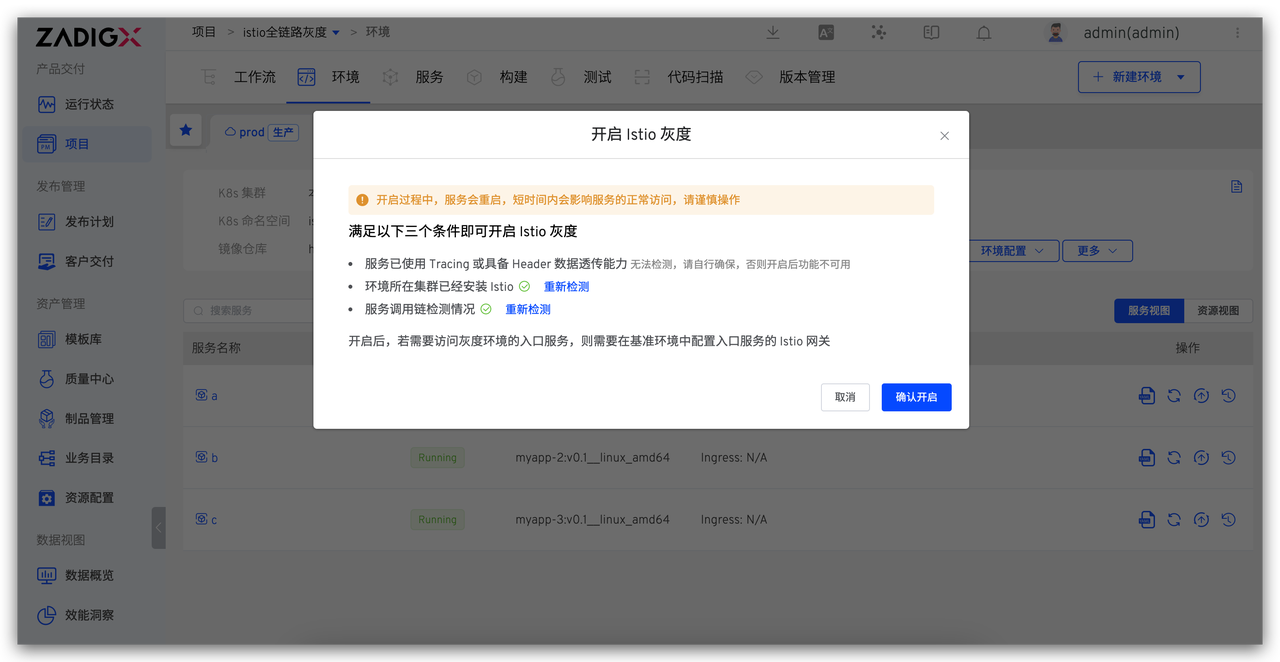 ZADIGX
项目 > istio全链路灰度 > 环境
admin(admin)
产品交付
运行状态
项目
发布管理
发布计划
客户交付
资产管理
模板库
质量中心
制品管理
业务目录
资源配置
数据视图
数据概览
效能洞察
工作流 环境 服务 构建 测试 代码扫描 版本管理
+ 新建环境
prod 生产
K8s 集群
K8s 命名空间
镜像仓库
环境配置 更多
搜索服务
服务视图 资源视图
服务名称 操作
a
b Running myapp-2:v0.1__linux_amd64 Ingress: N/A
c Running myapp-3:v0.1__linux_amd64 Ingress: N/A
开启 Istio 灰度
开启过程中，服务会重启，短时间内会影响服务的正常访问，请谨慎操作
满足以下三个条件即可开启 Istio 灰度
• 服务已使用 Tracing 或具备 Header 数据透传能力 无法检测，请自行确保，否则开启后功能不可用
• 环境所在集群已经安装 Istio 重新检测
• 服务调用链检测情况 重新检测
开启后，若需要访问灰度环境的入口服务，则需要在基准环境中配置入口服务的 Istio 网关
取消 确认开启